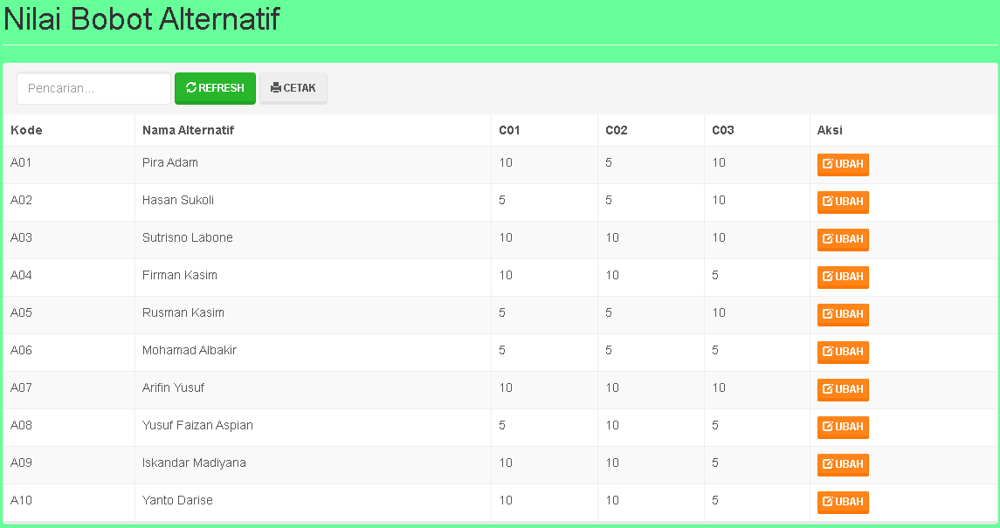 Nilai Bobot Alternatif
Pencarian... REFRESH CETAK
Kode Nama Alternatif C01 C02 C03 Aksi
A01 Pira Adam 10 5 10 UBAH
A02 Hasan Sukoli 5 5 10 UBAH
A03 Sutrisno Labone 10 10 10 UBAH
A04 Firman Kasim 10 10 5 UBAH
A05 Rusman Kasim 5 5 10 UBAH
A06 Mohamad Albakir 5 5 5 UBAH
A07 Arifin Yusuf 10 10 10 UBAH
A08 Yusuf Faizan Aspian 5 10 5 UBAH
A09 Iskandar Madiyana 10 10 5 UBAH
A10 Yanto Darise 10 10 5 UBAH